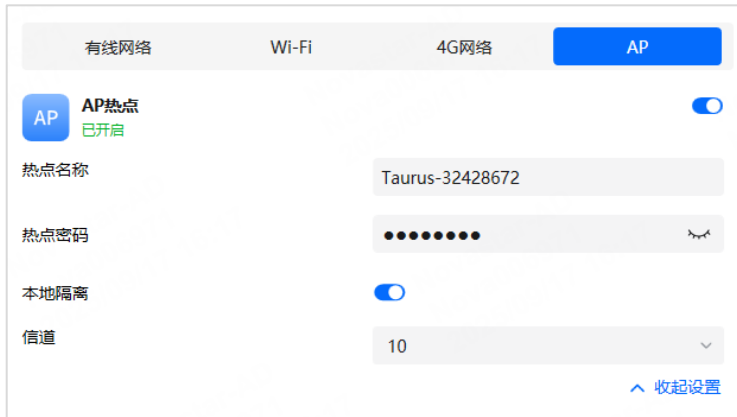 有线网络 Wi-Fi 4G网络 AP
AP AP热点
已开启
热点名称 Taurus-32428672
热点密码 ●●●●●●●●
本地隔离
信道 10
收起设置